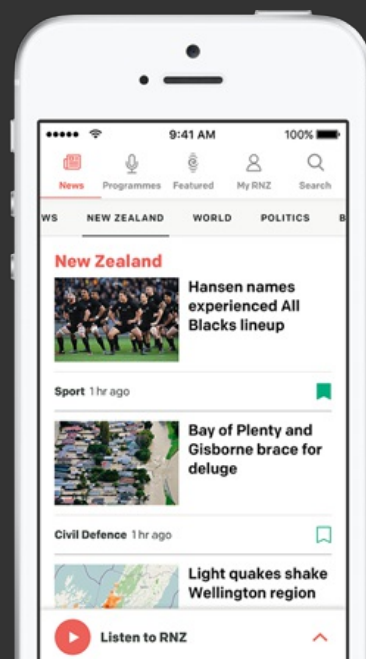 9:41 AM
100%
News
Programmes
Featured
My RNZ
Search
WS
NEW ZEALAND
WORLD
POLITICS
B
New Zealand
Hansen names
experienced All
Blacks lineup
Sport 1 hr ago
Bay of Plenty and
Gisborne brace for
deluge
Civil Defence 1 hr ago
Light quakes shake
Wellington region
Listen to RNZ